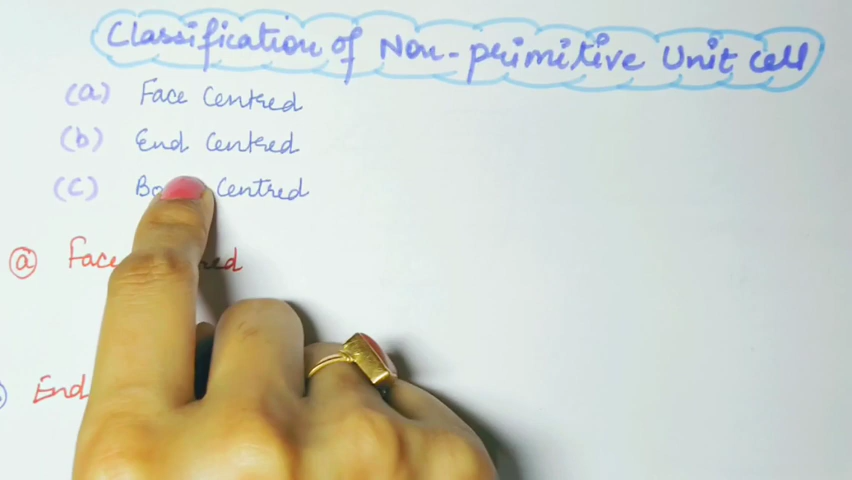 Classification of Non-primitive Unit cell
(a) Face Centred
(b) End Centred
(c) Centred
(a) Face
End